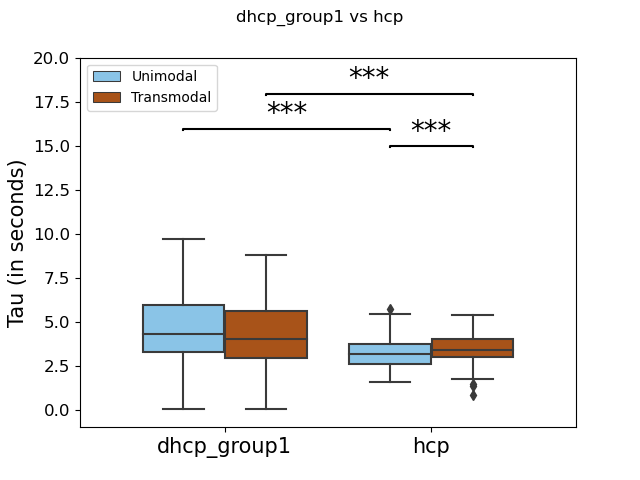 dhcp_group1 vs hcp
20.0
17.5
15.0
12.5
10.0
7.5
5.0
2.5
0.0
Tau (in seconds)
Unimodal
Transmodal
***
***
***
dhcp_group1
hcp